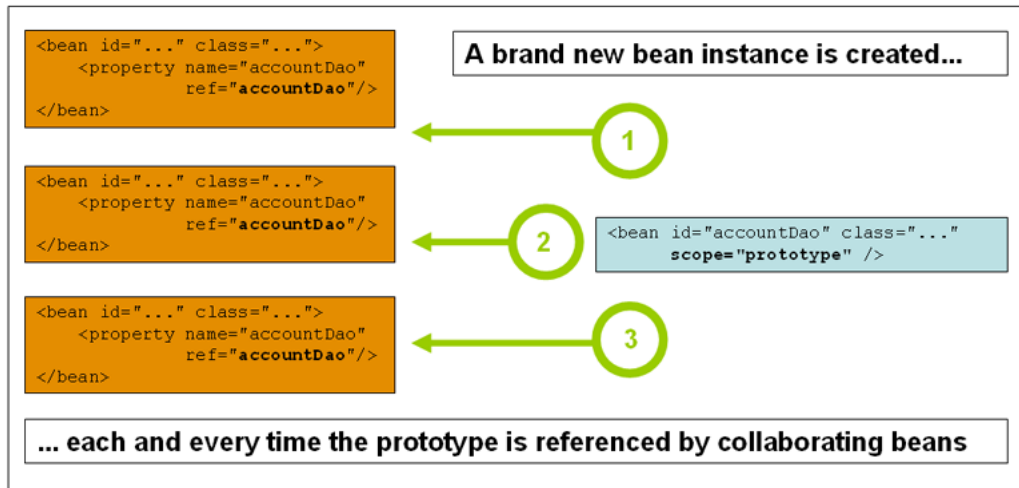 <bean id="..." class="...">
    <property name="accountDao"
              ref="accountDao"/>
</bean>
A brand new bean instance is created...
1
<bean id="..." class="...">
    <property name="accountDao"
              ref="accountDao"/>
</bean>
2
<bean id="accountDao" class="..."
      scope="prototype" />
<bean id="..." class="...">
    <property name="accountDao"
              ref="accountDao"/>
</bean>
3
... each and every time the prototype is referenced by collaborating beans